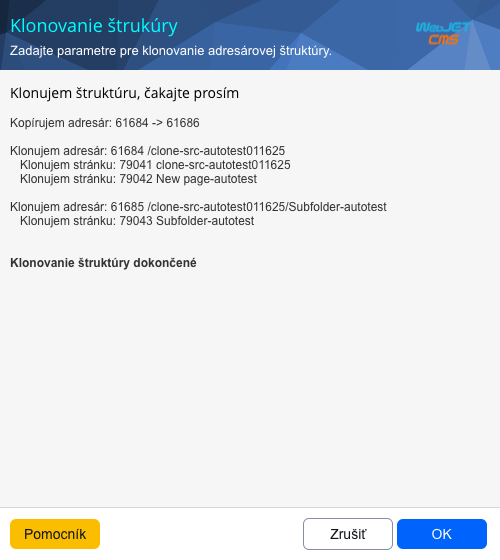 Klonovanie štrukúry
Zadajte parametre pre klonovanie adresárovej štruktúry.
WebJET
CMS
Klonujem štruktúru, čakajte prosím
Kopírujem adresár: 61684 -> 61686
Klonujem adresár: 61684 /clone-src-autotest011625
Klonujem stránku: 79041 clone-src-autotest011625
Klonujem stránku: 79042 New page-autotest
Klonujem adresár: 61685 /clone-src-autotest011625/Subfolder-autotest
Klonujem stránku: 79043 Subfolder-autotest
Klonovanie štruktúry dokončené
Pomocník
Zrušiť
OK